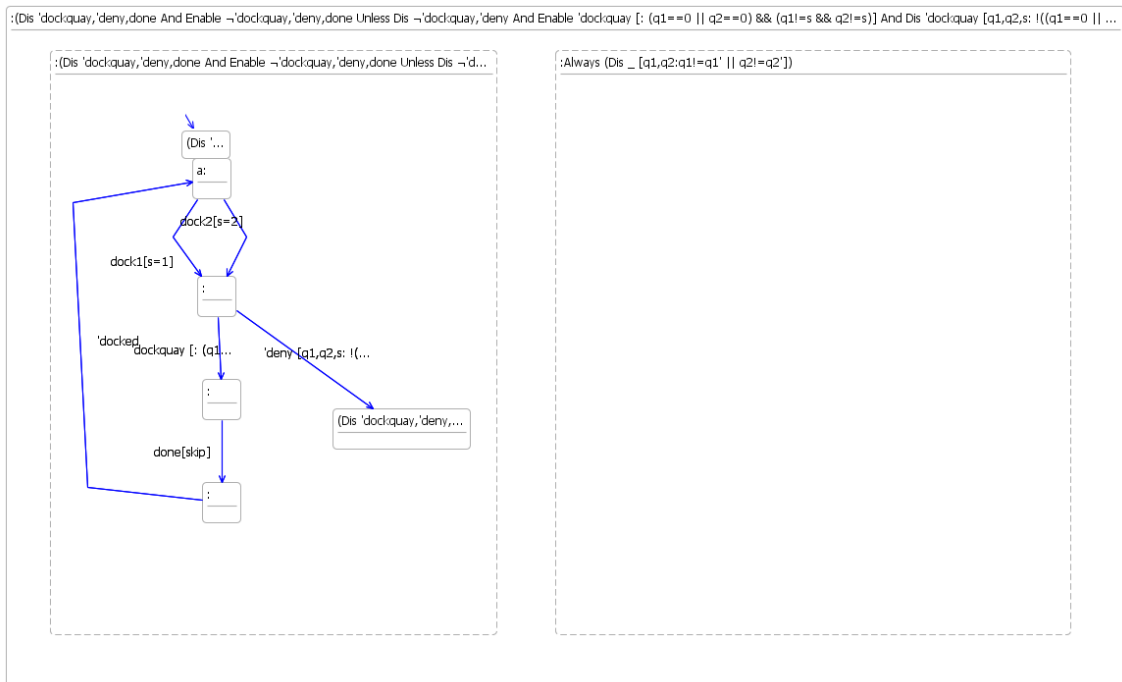 :(Dis 'dockquay,'deny,done And Enable ¬'dockquay,'deny,done Unless Dis ¬'dockquay,'deny And Enable 'dockquay [: (q1==0 || q2==0) && (q1!=s && q2!=s)] And Dis 'dockquay [q1,q2,s: !((q1==0 || ...
:(Dis 'dockquay,'deny,done And Enable ¬'dockquay,'deny,done Unless Dis ¬'d...
:Always (Dis _ [q1,q2:q1!=q1' || q2!=q2'])
(Dis '...
a:
dock2[s=2]
dock1[s=1]
:
'docked
dockquay [: (q1...
'deny [q1,q2,s: !(...
:
(Dis 'dockquay,'deny,...
done[skip]
: